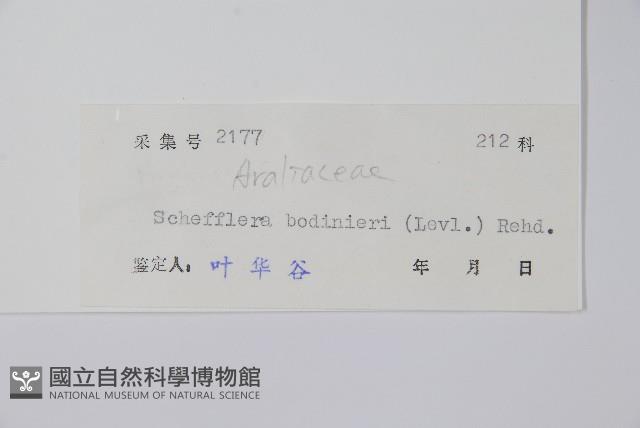 采集号 2177 212 科
Araliaceae
Schefflera bodinieri (Levl.) Rehd.
鉴定人: 叶华谷 年 月 日
國立自然科學博物館
NATIONAL MUSEUM OF NATURAL SCIENCE